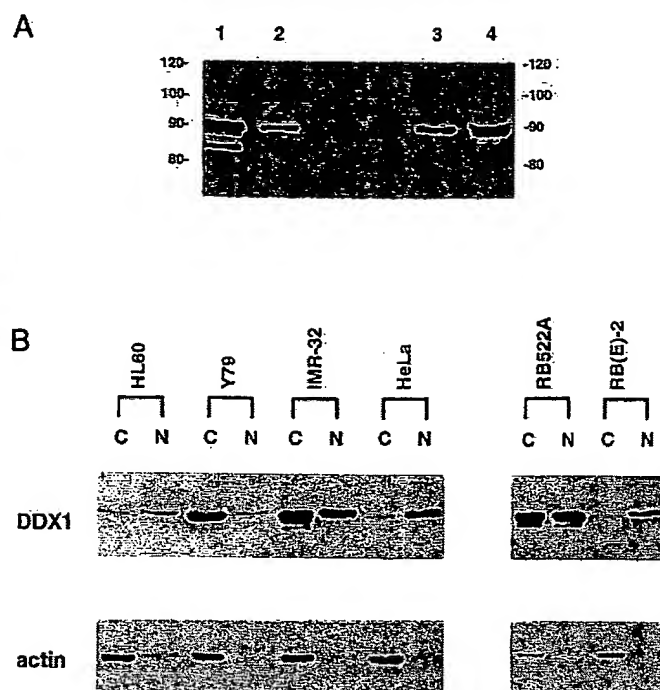 A
1 2 3 4
120- -120
100- -100
90- -90
80- -80
B
HL60 Y79 IMR-32 HeLa RB522A RB(E)-2
C N C N C N C N C N C N
DDX1
actin